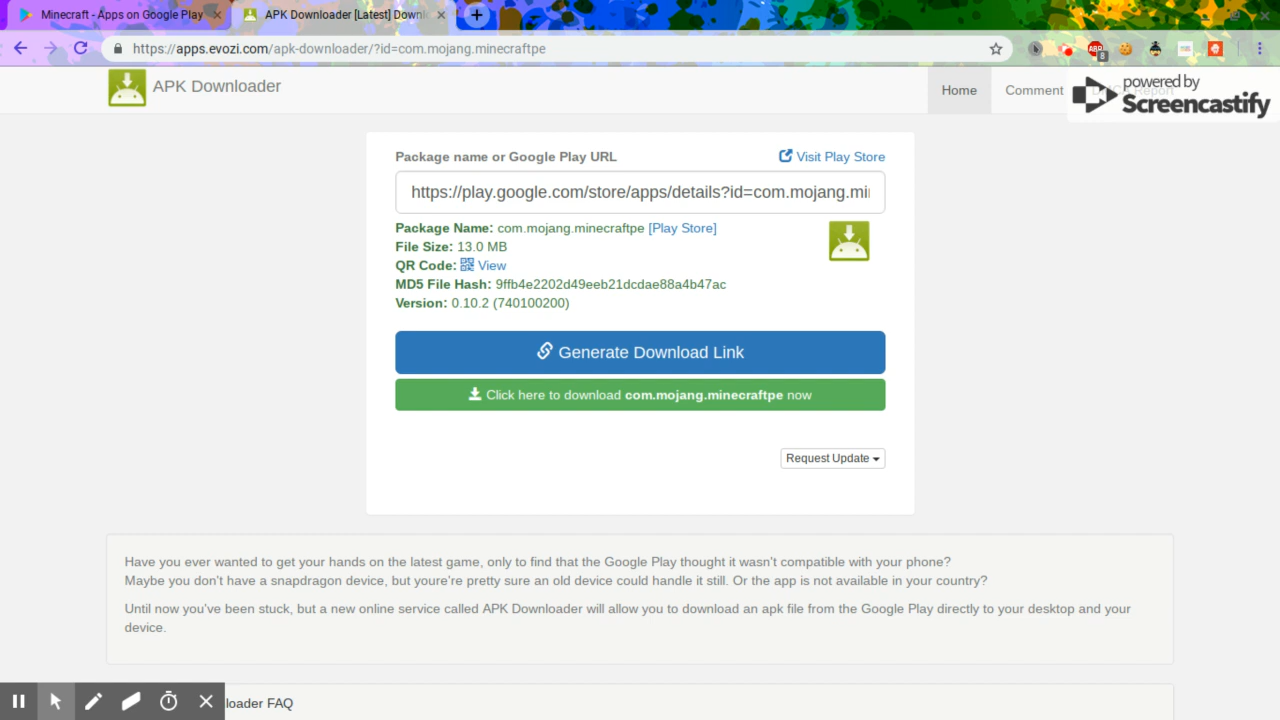 Minecraft - Apps on Google Play
APK Downloader [Latest] Downl
https://apps.evozi.com/apk-downloader/?id=com.mojang.minecraftpe
ABP
8
APK Downloader
Home
Comment
powered by
Screencastify
Package name or Google Play URL
Visit Play Store
https://play.google.com/store/apps/details?id=com.mojang.mi
Package Name: com.mojang.minecraftpe [Play Store]
File Size: 13.0 MB
QR Code: View
MD5 File Hash: 9ffb4e2202d49eeb21dcdae88a4b47ac
Version: 0.10.2 (740100200)
Generate Download Link
Click here to download com.mojang.minecraftpe now
Request Update
Have you ever wanted to get your hands on the latest game, only to find that the Google Play thought it wasn't compatible with your phone?
Maybe you don't have a snapdragon device, but youre're pretty sure an old device could handle it still. Or the app is not available in your country?
Until now you've been stuck, but a new online service called APK Downloader will allow you to download an apk file from the Google Play directly to your desktop and your
device.
loader FAQ